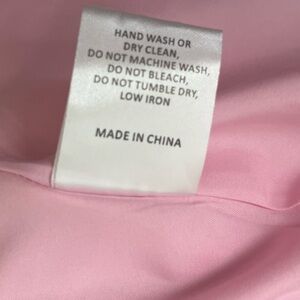 HAND WASH OR
DRY CLEAN,
DO NOT MACHINE WASH,
DO NOT BLEACH,
DO NOT TUMBLE DRY,
LOW IRON
MADE IN CHINA